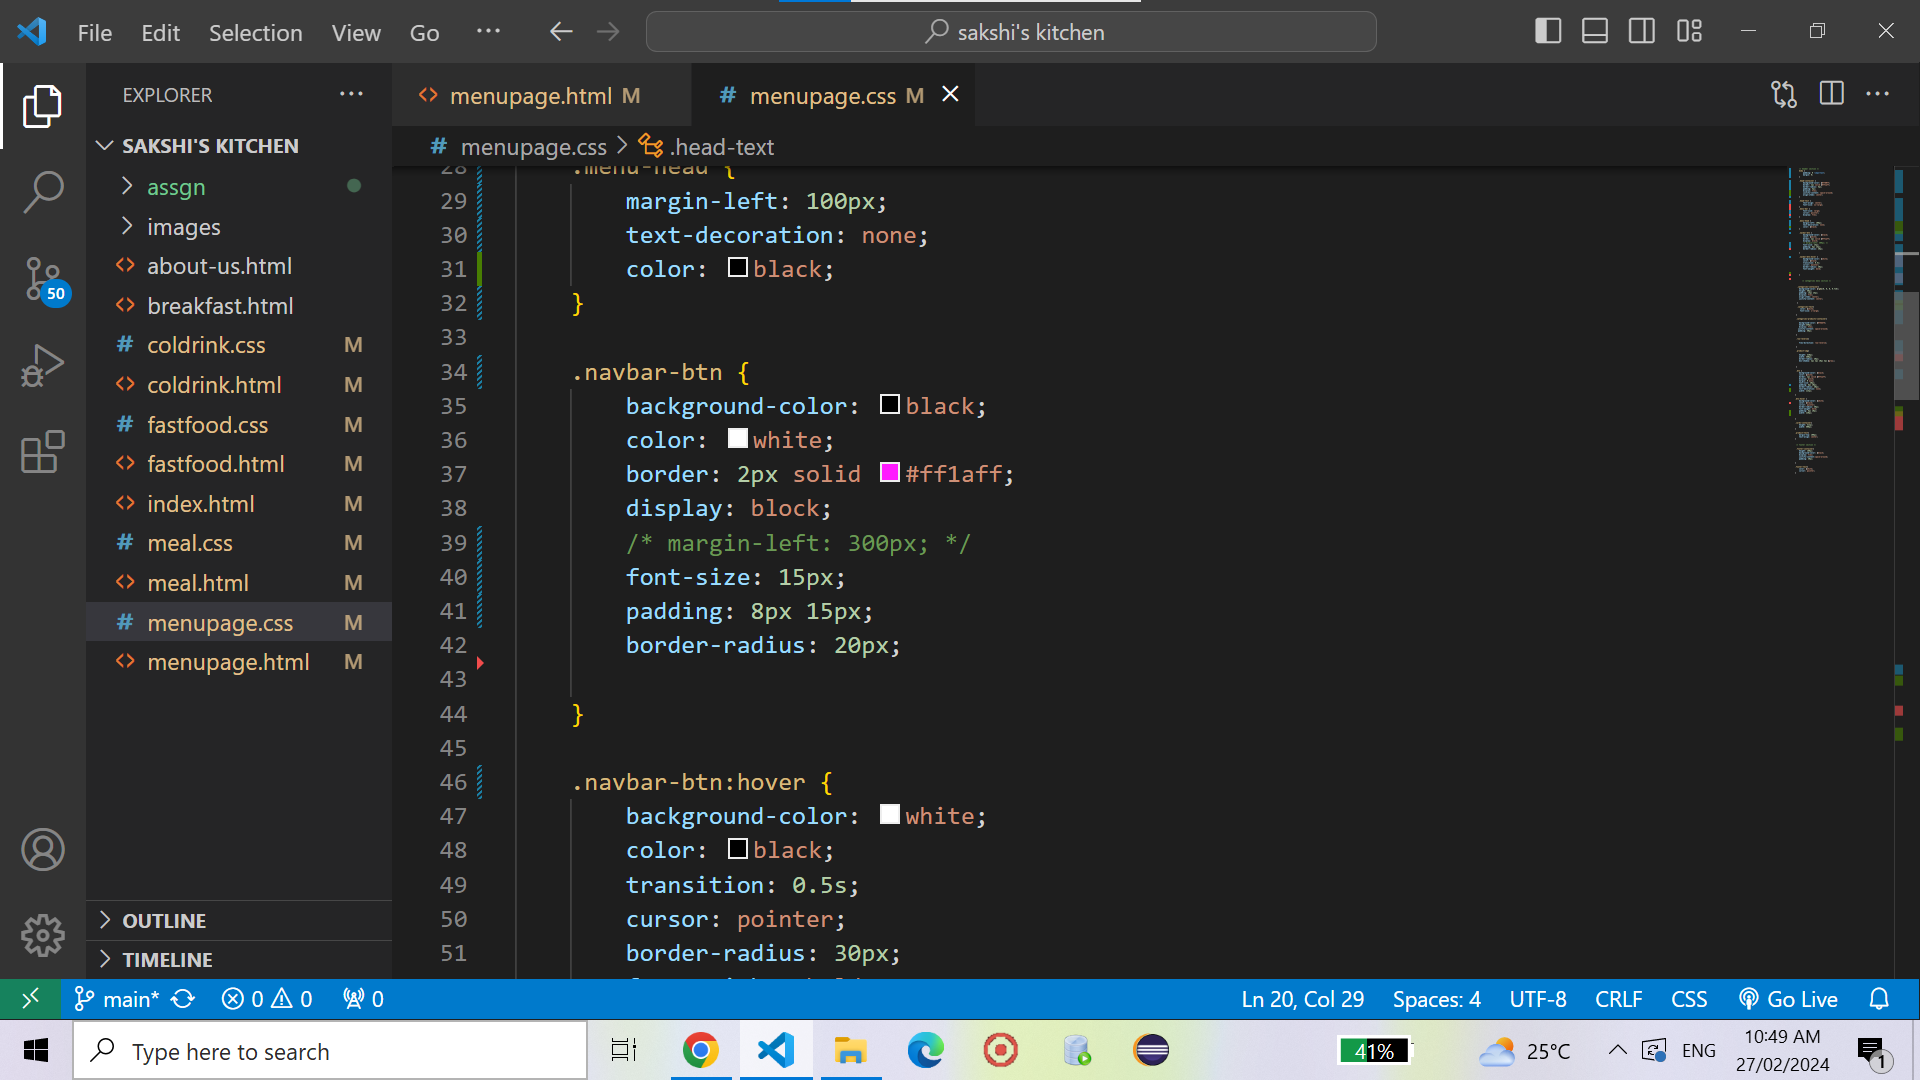 File Edit Selection View Go ··· sakshi's kitchen
EXPLORER ···
SAKSHI'S KITCHEN
assgn
images
about-us.html
breakfast.html
coldrink.css M
coldrink.html M
fastfood.css M
fastfood.html M
index.html M
meal.css M
meal.html M
menupage.css M
menupage.html M
OUTLINE
TIMELINE
50
menupage.html M
# menupage.css M
# menupage.css > .head-text
28 .menu-head {
29 margin-left: 100px;
30 text-decoration: none;
31 color: black;
32 }
33
34 .navbar-btn {
35 background-color: black;
36 color: white;
37 border: 2px solid #ff1aff;
38 display: block;
39 /* margin-left: 300px; */
40 font-size: 15px;
41 padding: 8px 15px;
42 border-radius: 20px;
43
44 }
45
46 .navbar-btn:hover {
47 background-color: white;
48 color: black;
49 transition: 0.5s;
50 cursor: pointer;
51 border-radius: 30px;
main* 0 0 0 Ln 20, Col 29 Spaces: 4 UTF-8 CRLF CSS Go Live
Type here to search 41% 25°C ENG 10:49 AM
27/02/2024 1